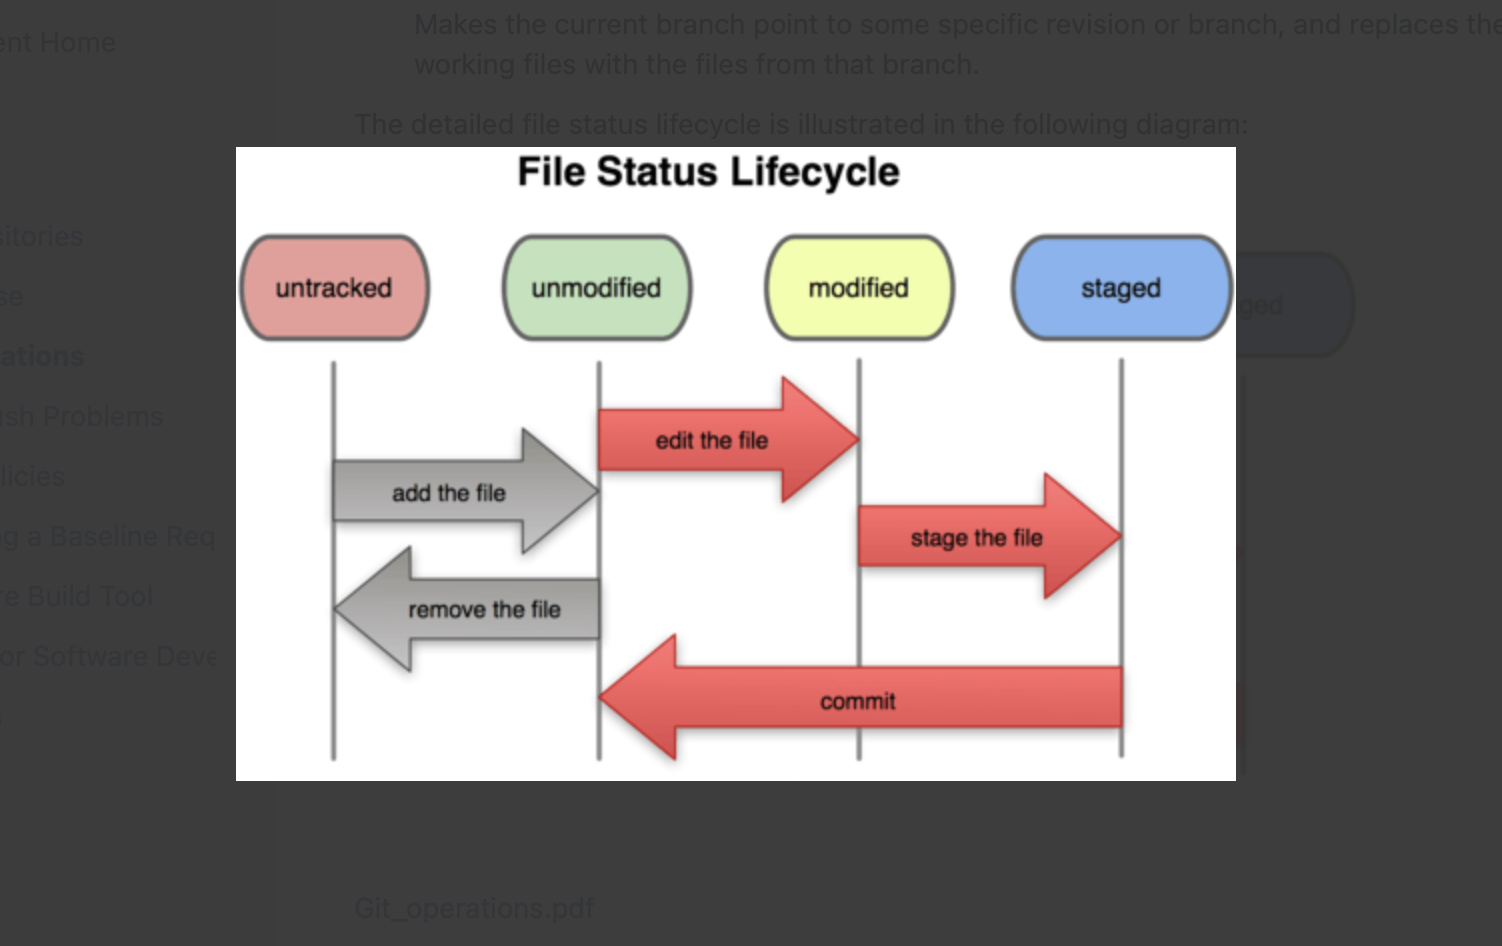 Makes the current branch point to some specific revision or branch, and replaces the
working files with the files from that branch.
ent Home
The detailed file status lifecycle is illustrated in the following diagram:
File Status Lifecycle
sitories
untracked
unmodified
modified
staged
ged
se
ations
edit the file
ush Problems
add the file
licies
stage the file
ng a Baseline Req
re Build Tool
remove the file
or Software Deve
commit
s
Git_operations.pdf